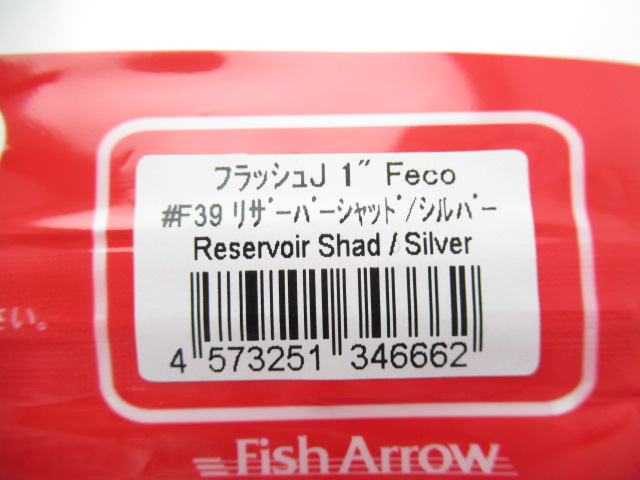 フラッシュJ 1" Feco
#F39 ﾘｻﾞｰﾊﾞｰｼｬｯﾄﾞ/ｼﾙﾊﾞｰ
Reservoir Shad / Silver
4 573251 346662
い。
Fish Arrow